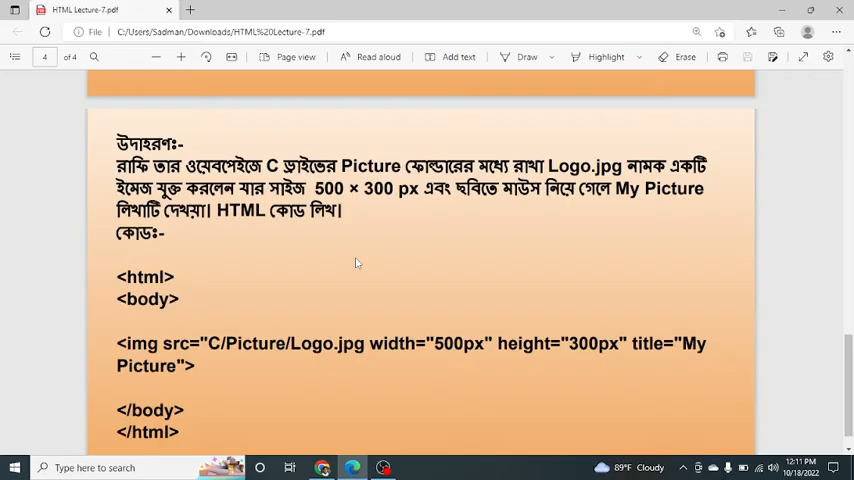 HTML Lecture-7.pdf
File
C:/Users/Sadman/Downloads/HTML%20Lecture-7.pdf
4 of 4
Page view
Read aloud
Add text
Draw
Highlight
Erase
উদাহরণঃ-
রাফি তার ওয়েবপেইজে C ড্রাইভের Picture ফোল্ডারের মধ্যে রাখা Logo.jpg নামক একটি
ইমেজ যুক্ত করলেন যার সাইজ 500 × 300 px এবং ছবিতে মাউস নিয়ে গেলে My Picture
লিখাটি দেখয়া। HTML কোড লিখ।
কোডঃ-
<html>
<body>
<img src="C/Picture/Logo.jpg width="500px" height="300px" title="My
Picture">
</body>
</html>
Type here to search
89°F Cloudy
12:11 PM
10/18/2022